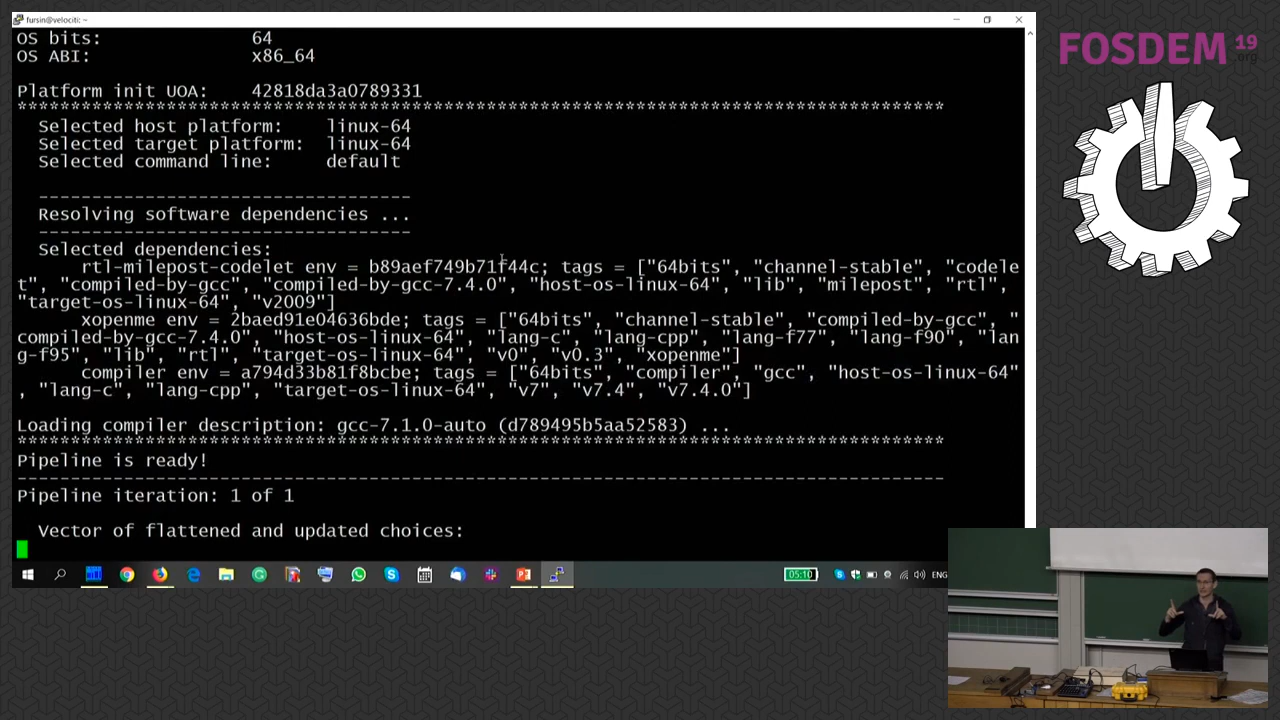 fursin@velociti: ~
OS bits: 64
OS ABI: x86_64
Platform init UOA: 42818da3a0789331
***************************************************************************************
Selected host platform: linux-64
Selected target platform: linux-64
Selected command line: default
-----------------------------------
Resolving software dependencies ...
-----------------------------------
Selected dependencies:
rtl-milepost-codelet env = b89aef749b71f44c; tags = ["64bits", "channel-stable", "codele
t", "compiled-by-gcc", "compiled-by-gcc-7.4.0", "host-os-linux-64", "lib", "milepost", "rtl",
"target-os-linux-64", "v2009"]
xopenme env = 2baed91e04636bde; tags = ["64bits", "channel-stable", "compiled-by-gcc", "
compiled-by-gcc-7.4.0", "host-os-linux-64", "lang-c", "lang-cpp", "lang-f77", "lang-f90", "lan
g-f95", "lib", "rtl", "target-os-linux-64", "v0", "v0.3", "xopenme"]
compiler env = a794d33b81f8bcbe; tags = ["64bits", "compiler", "gcc", "host-os-linux-64"
, "lang-c", "lang-cpp", "target-os-linux-64", "v7", "v7.4", "v7.4.0"]
Loading compiler description: gcc-7.1.0-auto (d789495b5aa52583) ...
***************************************************************************************
Pipeline is ready!
---------------------------------------------------------------------------------------
Pipeline iteration: 1 of 1
Vector of flattened and updated choices:
05:10 ENG
FOSDEM 19
.org